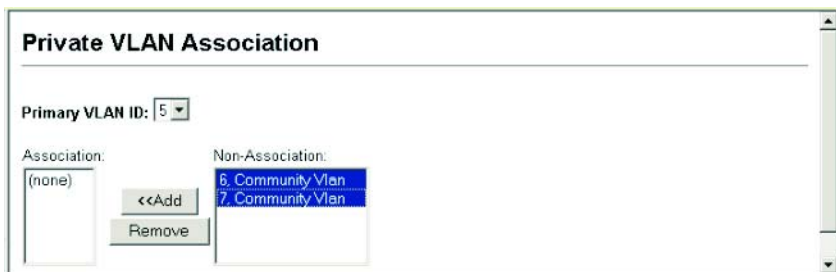 Private VLAN Association
Primary VLAN ID: 5
Association:
Non-Association:
(none)
<<Add
Remove
6, Community Vlan
7, Community Vlan